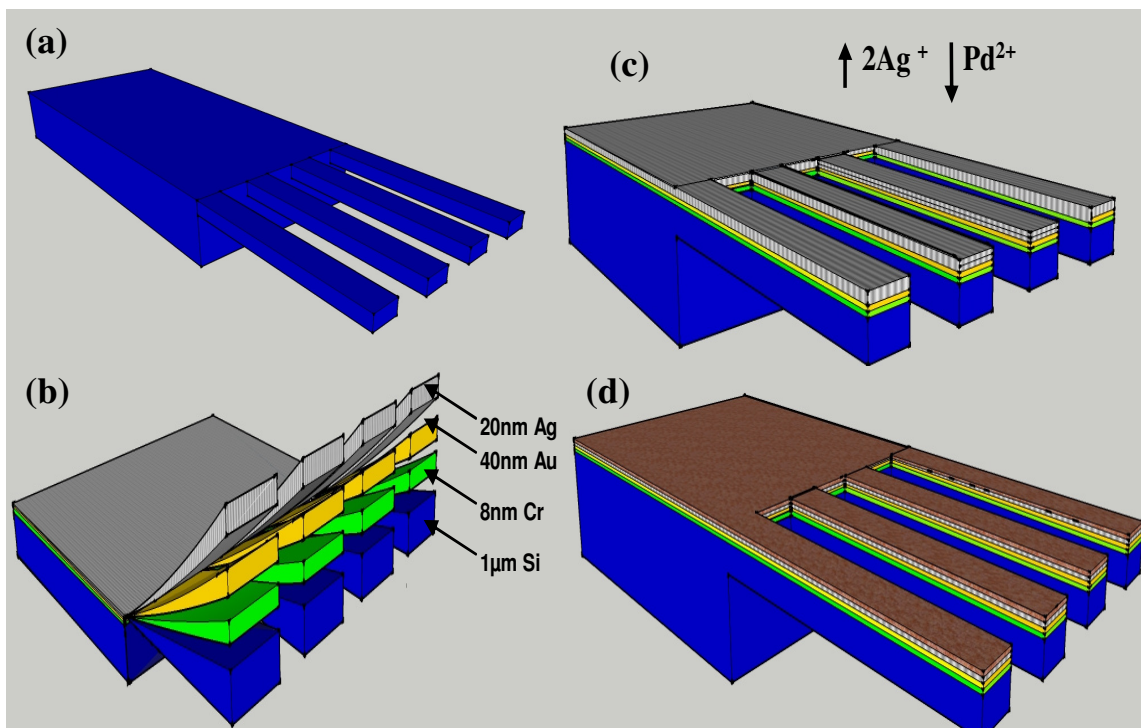 (a)
(c)
↑ 2Ag⁺ ↓ Pd²⁺
(b)
20nm Ag
40nm Au
8nm Cr
1µm Si
(d)